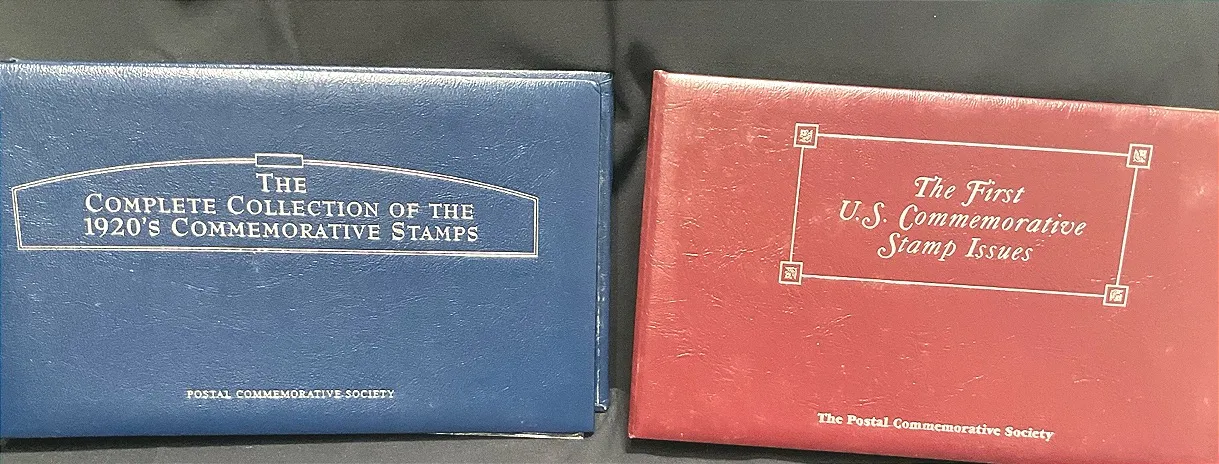 THE
COMPLETE COLLECTION OF THE
1920'S COMMEMORATIVE STAMPS
POSTAL COMMEMORATIVE SOCIETY
The First
U.S. Commemorative
Stamp Issues
The Postal Commemorative Society